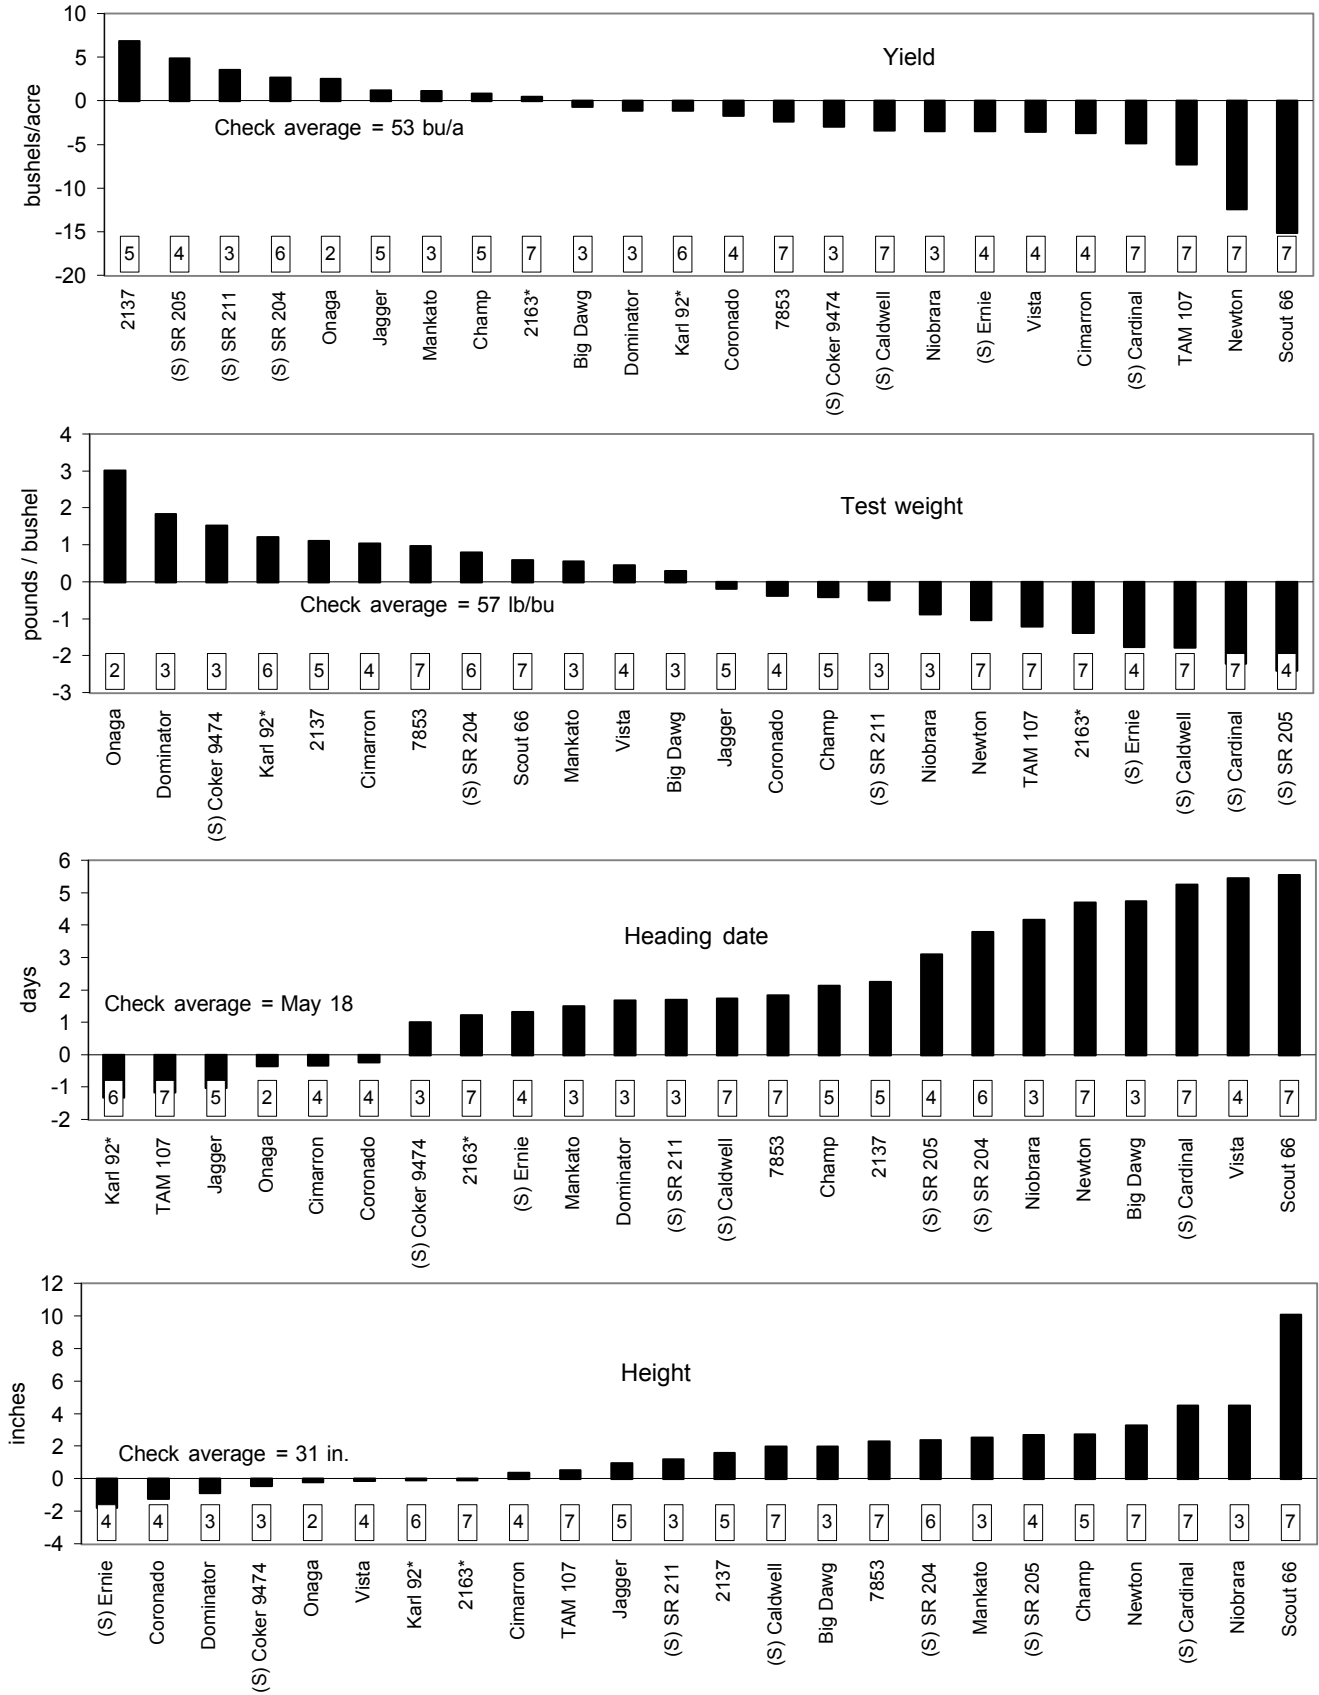 10
5
0
-5
-10
-15
-20
bushels/acre
Yield
Check average = 53 bu/a
5 4 3 6 2 5 3 5 7 3 3 6 4 7 3 7 3 4 4 4 7 7 7 7
2137
(S) SR 205
(S) SR 211
(S) SR 204
Onaga
Jagger
Mankato
Champ
2163*
Big Dawg
Dominator
Karl 92*
Coronado
7853
(S) Coker 9474
(S) Caldwell
Niobrara
(S) Ernie
Vista
Cimarron
(S) Cardinal
TAM 107
Newton
Scout 66
4
3
2
1
0
-1
-2
-3
pounds / bushel
Test weight
Check average = 57 lb/bu
2 3 3 6 5 4 7 6 7 3 4 3 5 4 5 3 3 7 7 7 4 7 7 4
Onaga
Dominator
(S) Coker 9474
Karl 92*
2137
Cimarron
7853
(S) SR 204
Scout 66
Mankato
Vista
Big Dawg
Jagger
Coronado
Champ
(S) SR 211
Niobrara
Newton
TAM 107
2163*
(S) Ernie
(S) Caldwell
(S) Cardinal
(S) SR 205
6
5
4
3
2
1
0
-1
-2
days
Heading date
Check average = May 18
6 7 5 2 4 4 3 7 4 3 3 3 7 7 5 5 4 6 3 7 3 7 4 7
Karl 92*
TAM 107
Jagger
Onaga
Cimarron
Coronado
(S) Coker 9474
2163*
(S) Ernie
Mankato
Dominator
(S) SR 211
(S) Caldwell
7853
Champ
2137
(S) SR 205
(S) SR 204
Niobrara
Newton
Big Dawg
(S) Cardinal
Vista
Scout 66
12
10
8
6
4
2
0
-2
-4
inches
Height
Check average = 31 in.
4 4 3 3 2 4 6 7 4 7 5 3 5 7 3 7 6 3 4 5 7 7 3 7
(S) Ernie
Coronado
Dominator
(S) Coker 9474
Onaga
Vista
Karl 92*
2163*
Cimarron
TAM 107
Jagger
(S) SR 211
2137
(S) Caldwell
Big Dawg
7853
(S) SR 204
Mankato
(S) SR 205
Champ
Newton
(S) Cardinal
Niobrara
Scout 66